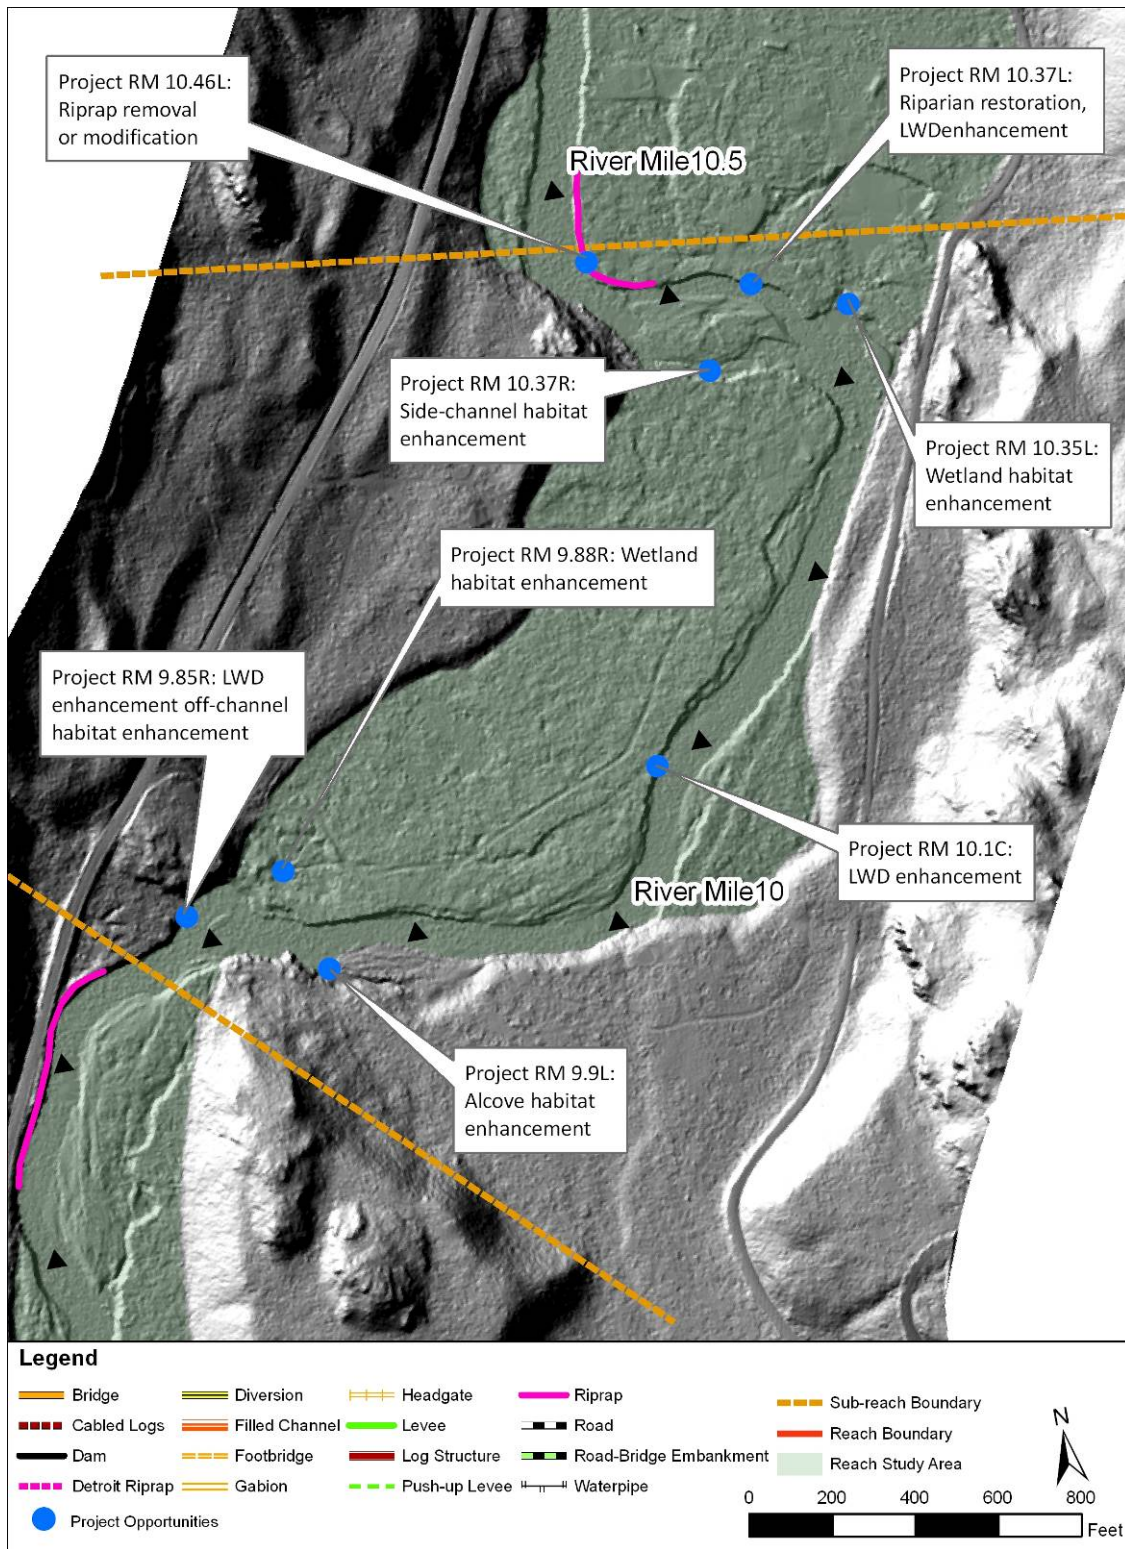 Project RM 10.46L:
Riprap removal
or modification
Project RM 10.37L:
Riparian restoration,
LWDenhancement
River Mile10.5
Project RM 10.37R:
Side-channel habitat
enhancement
Project RM 10.35L:
Wetland habitat
enhancement
Project RM 9.88R: Wetland
habitat enhancement
Project RM 9.85R: LWD
enhancement off-channel
habitat enhancement
Project RM 10.1C:
LWD enhancement
River Mile10
Project RM 9.9L:
Alcove habitat
enhancement
Legend
Bridge
Cabled Logs
Dam
Detroit Riprap
Project Opportunities
Diversion
Filled Channel
Footbridge
Gabion
Headgate
Levee
Log Structure
Push-up Levee
Riprap
Road
Road-Bridge Embankment
Waterpipe
Sub-reach Boundary
Reach Boundary
Reach Study Area
N
0 200 400 600 800
Feet